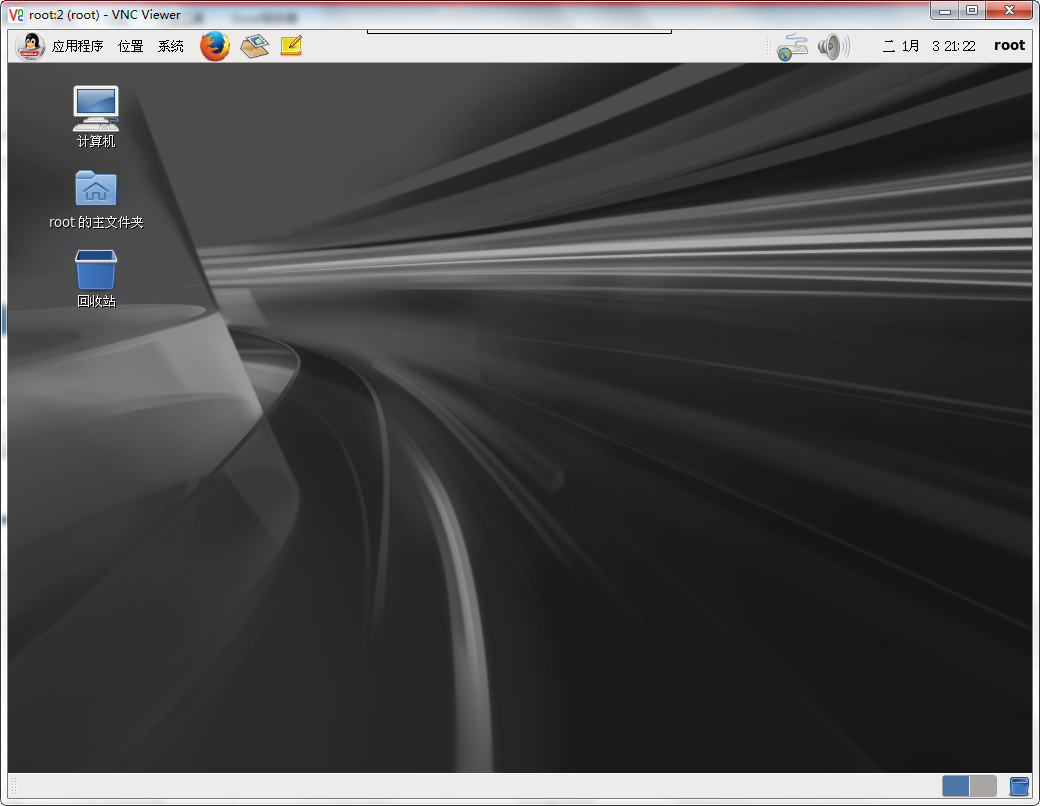 root:2 (root) - VNC Viewer
应用程序 位置 系统 二 1月 3 21:22 root
计算机
root 的主文件夹
回收站